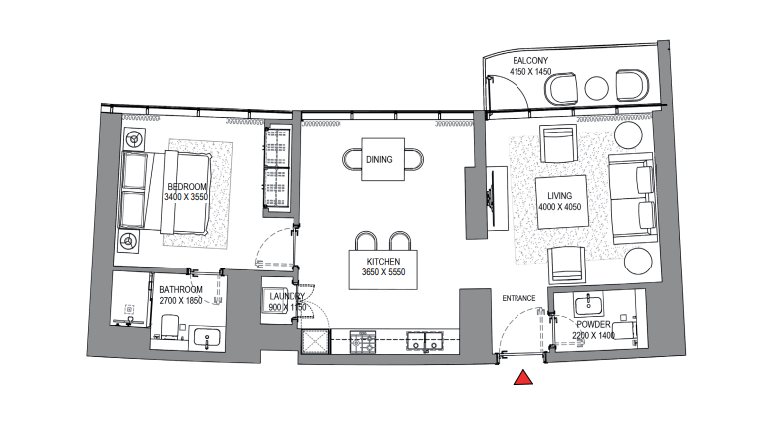 BALCONY
4150 X 1450
BEDROOM
3400 X 3550
DINING
LIVING
4000 X 4050
KITCHEN
3650 X 5550
BATHROOM
2700 X 1850
LAUNDRY
900 X 1150
ENTRANCE
POWDER
2200 X 1400